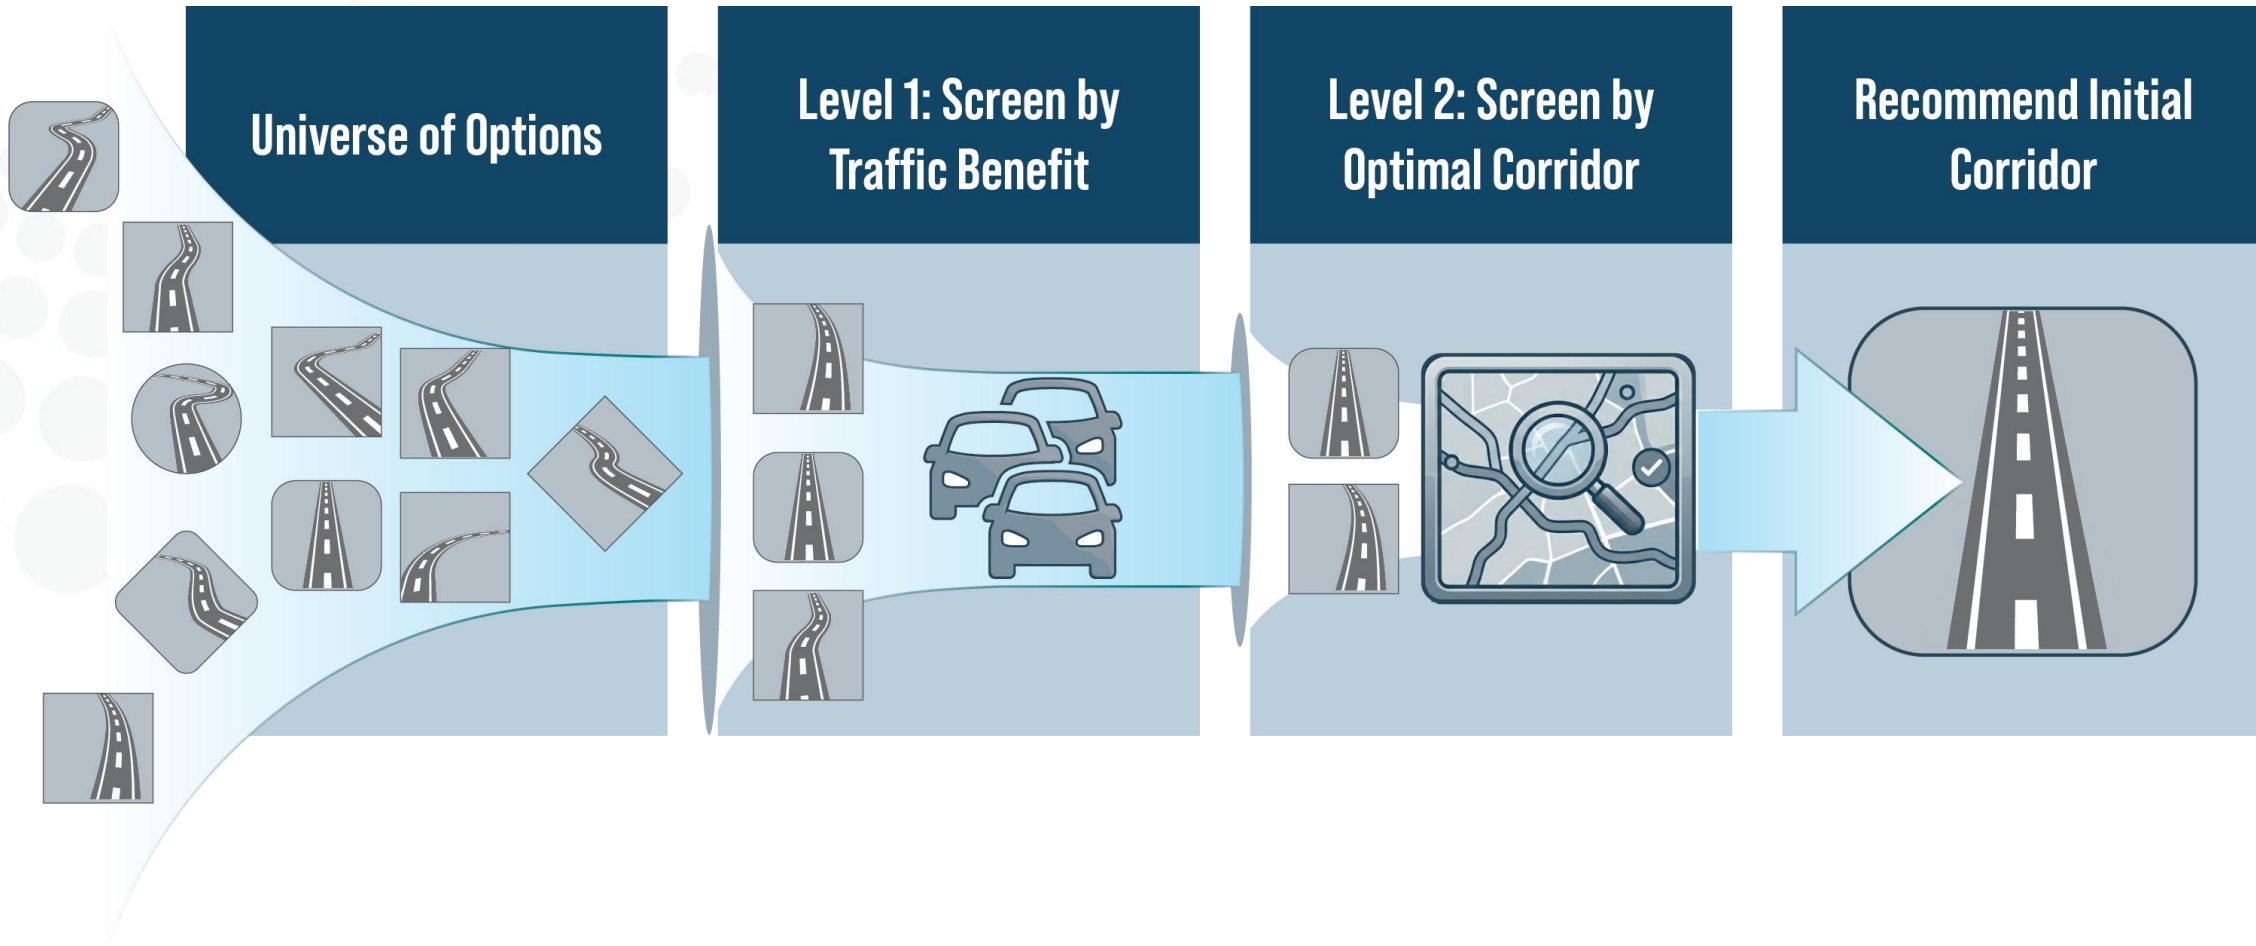 Universe of Options
Level 1: Screen by
Traffic Benefit
Level 2: Screen by
Optimal Corridor
Recommend Initial
Corridor